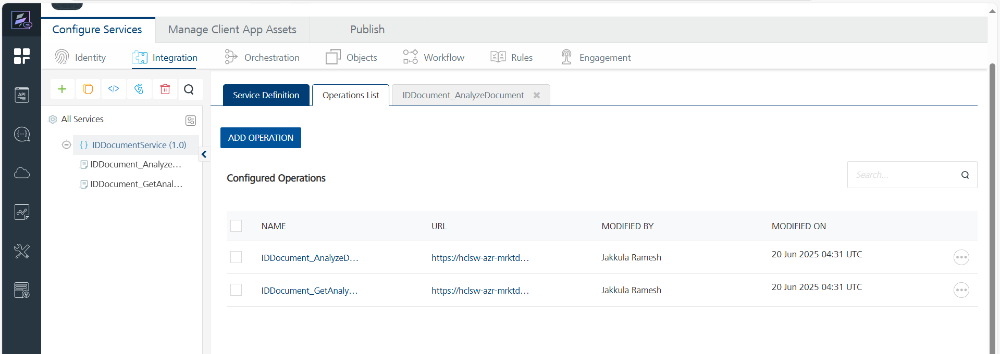 Configure Services
Manage Client App Assets
Publish
Identity
Integration
Orchestration
Objects
Workflow
Rules
Engagement
API
</>
Service Definition
Operations List
IDDocument_AnalyzeDocument
All Services
{ } IDDocumentService (1.0)
IDDocument_Analyze...
IDDocument_GetAnal...
ADD OPERATION
Configured Operations
Search...
NAME URL MODIFIED BY MODIFIED ON
IDDocument_AnalyzeD... https://hclsw-azr-mrktd... Jakkula Ramesh 20 Jun 2025 04:31 UTC
IDDocument_GetAnaly... https://hclsw-azr-mrktd... Jakkula Ramesh 20 Jun 2025 04:31 UTC